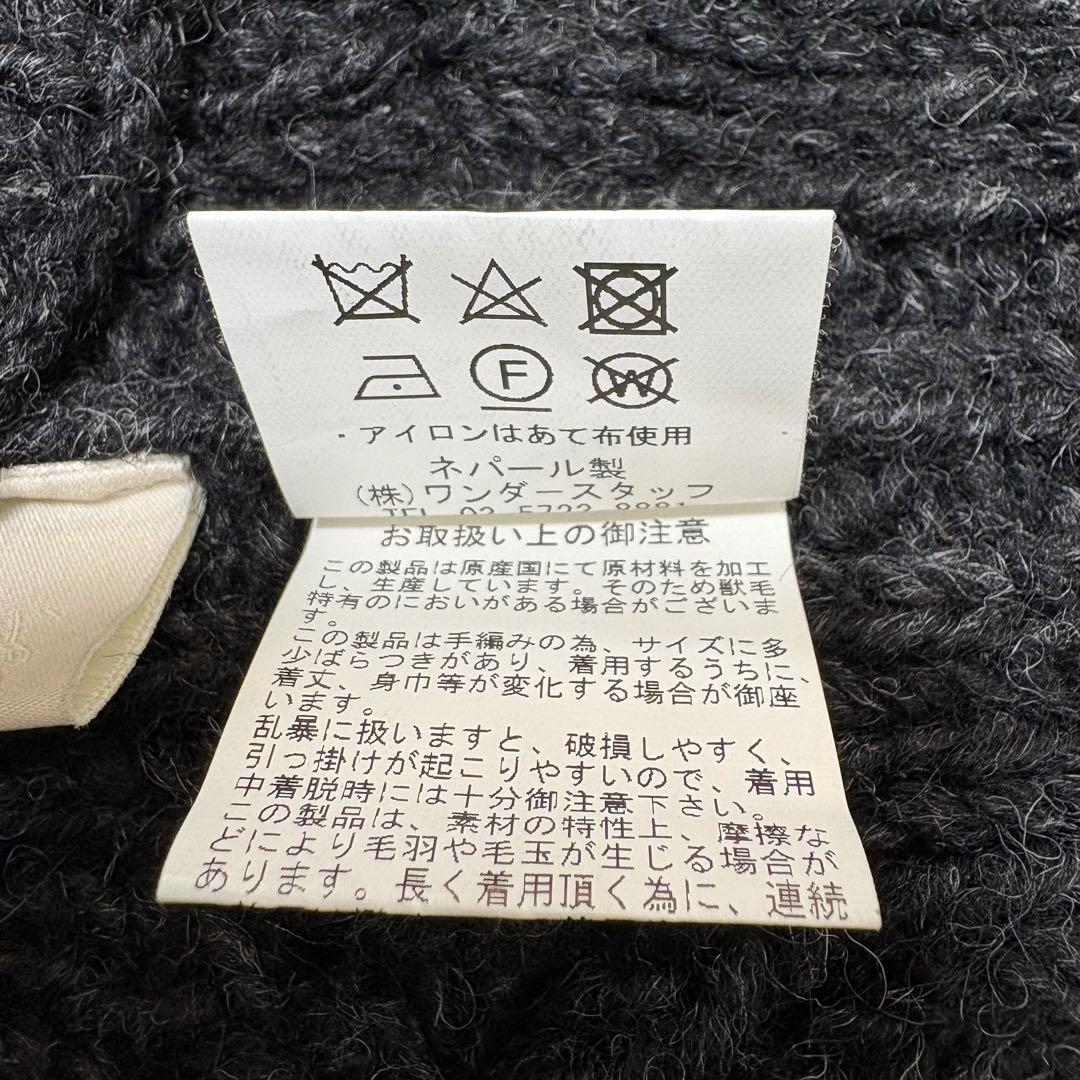 F
W
・アイロンはあて布使用
ネパール製
(株)ワンダースタッフ
TEL 03 5722 8881
お取扱い上の御注意
この製品は原産国にて原材料を加工
し、生産しています。そのため獣毛
特有のにおいがある場合がございま
す。
この製品は手編みの為、サイズに多
少ばらつきがあり、着用するうちに、
着丈、身巾等が変化する場合が御座
います。
乱暴に扱いますと、破損しやすく、
引っ掛けが起こりやすいので、着用
中着脱時には十分御注意下さい。
この製品は、素材の特性上、摩擦な
どにより毛羽や毛玉が生じる場合が
あります。長く着用頂く為に、連続